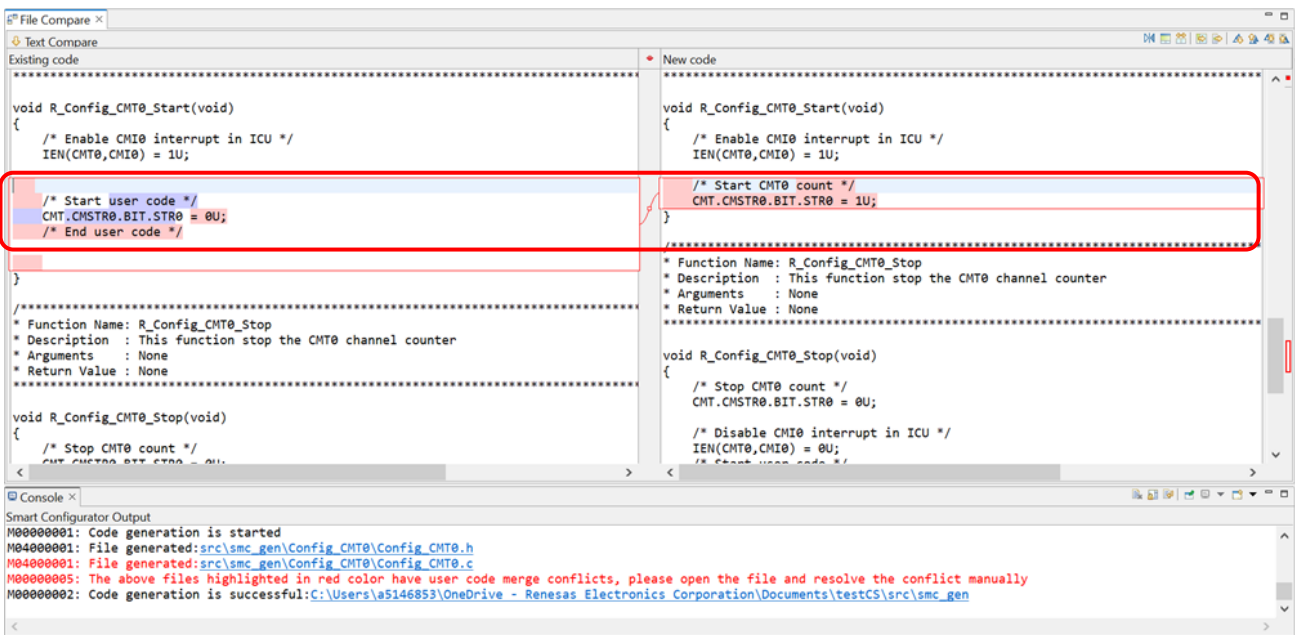 File Compare ×
Text Compare
Existing code
*************************************************************************************

void R_Config_CMT0_Start(void)
{
    /* Enable CMI0 interrupt in ICU */
    IEN(CMT0,CMI0) = 1U;

    /* Start user code */
    CMT.CMSTR0.BIT.STR0 = 0U;
    /* End user code */

}

/************************************************************************************
* Function Name: R_Config_CMT0_Stop
* Description  : This function stop the CMT0 channel counter
* Arguments    : None
* Return Value : None
*************************************************************************************

void R_Config_CMT0_Stop(void)
{
    /* Stop CMT0 count */
    CMT.CMSTR0.BIT.STR0 = 0U;
New code
*************************************************************************************

void R_Config_CMT0_Start(void)
{
    /* Enable CMI0 interrupt in ICU */
    IEN(CMT0,CMI0) = 1U;

    /* Start CMT0 count */
    CMT.CMSTR0.BIT.STR0 = 1U;
}

/************************************************************************************
* Function Name: R_Config_CMT0_Stop
* Description  : This function stop the CMT0 channel counter
* Arguments    : None
* Return Value : None
*************************************************************************************

void R_Config_CMT0_Stop(void)
{
    /* Stop CMT0 count */
    CMT.CMSTR0.BIT.STR0 = 0U;

    /* Disable CMI0 interrupt in ICU */
    IEN(CMT0,CMI0) = 0U;
    /* Start user code */
Console ×
Smart Configurator Output
M00000001: Code generation is started
M04000001: File generated:src\smc_gen\Config_CMT0\Config_CMT0.h
M04000001: File generated:src\smc_gen\Config_CMT0\Config_CMT0.c
M00000005: The above files highlighted in red color have user code merge conflicts, please open the file and resolve the conflict manually
M00000002: Code generation is successful:C:\Users\a5146853\OneDrive - Renesas Electronics Corporation\Documents\testCS\src\smc_gen